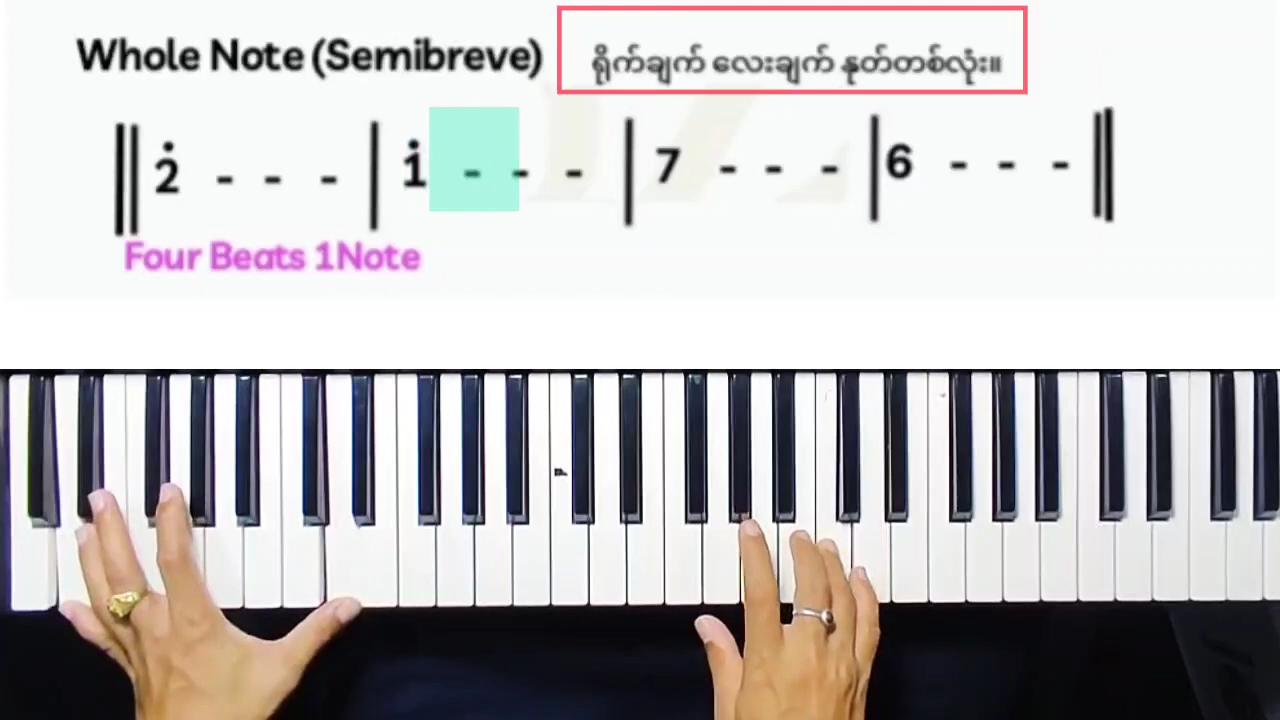 Whole Note (Semibreve) ရိုက်ချက် လေးချက် နုတ်တစ်လုံး။
‖ 2̇ - - - | 1̇ - - - | 7 - - - | 6 - - - ‖
Four Beats 1Note